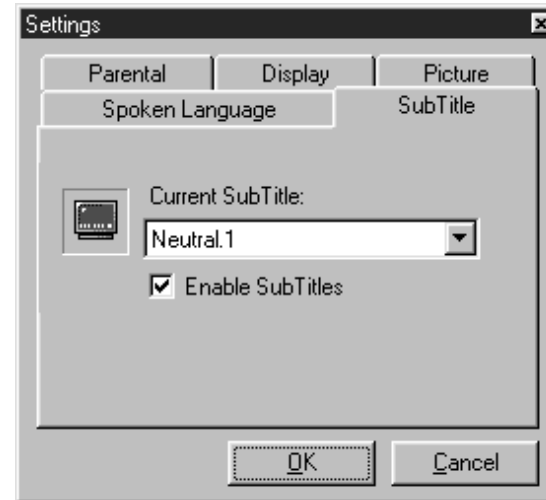 Settings
Parental Display Picture
Spoken Language SubTitle
Current SubTitle:
Neutral.1
Enable SubTitles
OK Cancel